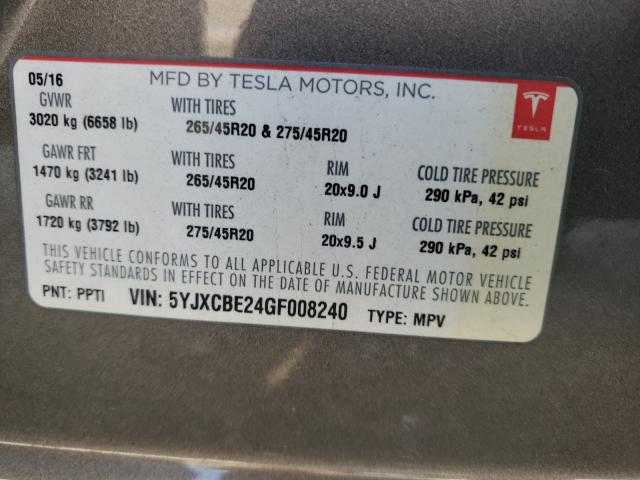 05/16 MFD BY TESLA MOTORS, INC.
GVWR WITH TIRES
3020 kg (6658 lb) 265/45R20 & 275/45R20
TESLA
GAWR FRT WITH TIRES RIM COLD TIRE PRESSURE
1470 kg (3241 lb) 265/45R20 20x9.0 J 290 kPa, 42 psi
GAWR RR WITH TIRES RIM COLD TIRE PRESSURE
1720 kg (3792 lb) 275/45R20 20x9.5 J 290 kPa, 42 psi
THIS VEHICLE CONFORMS TO ALL APPLICABLE U.S. FEDERAL MOTOR VEHICLE
SAFETY STANDARDS IN EFFECT ON THE DATE OF MANUFACTURE SHOWN ABOVE.
PNT: PPTI VIN: 5YJXCBE24GF008240 TYPE: MPV